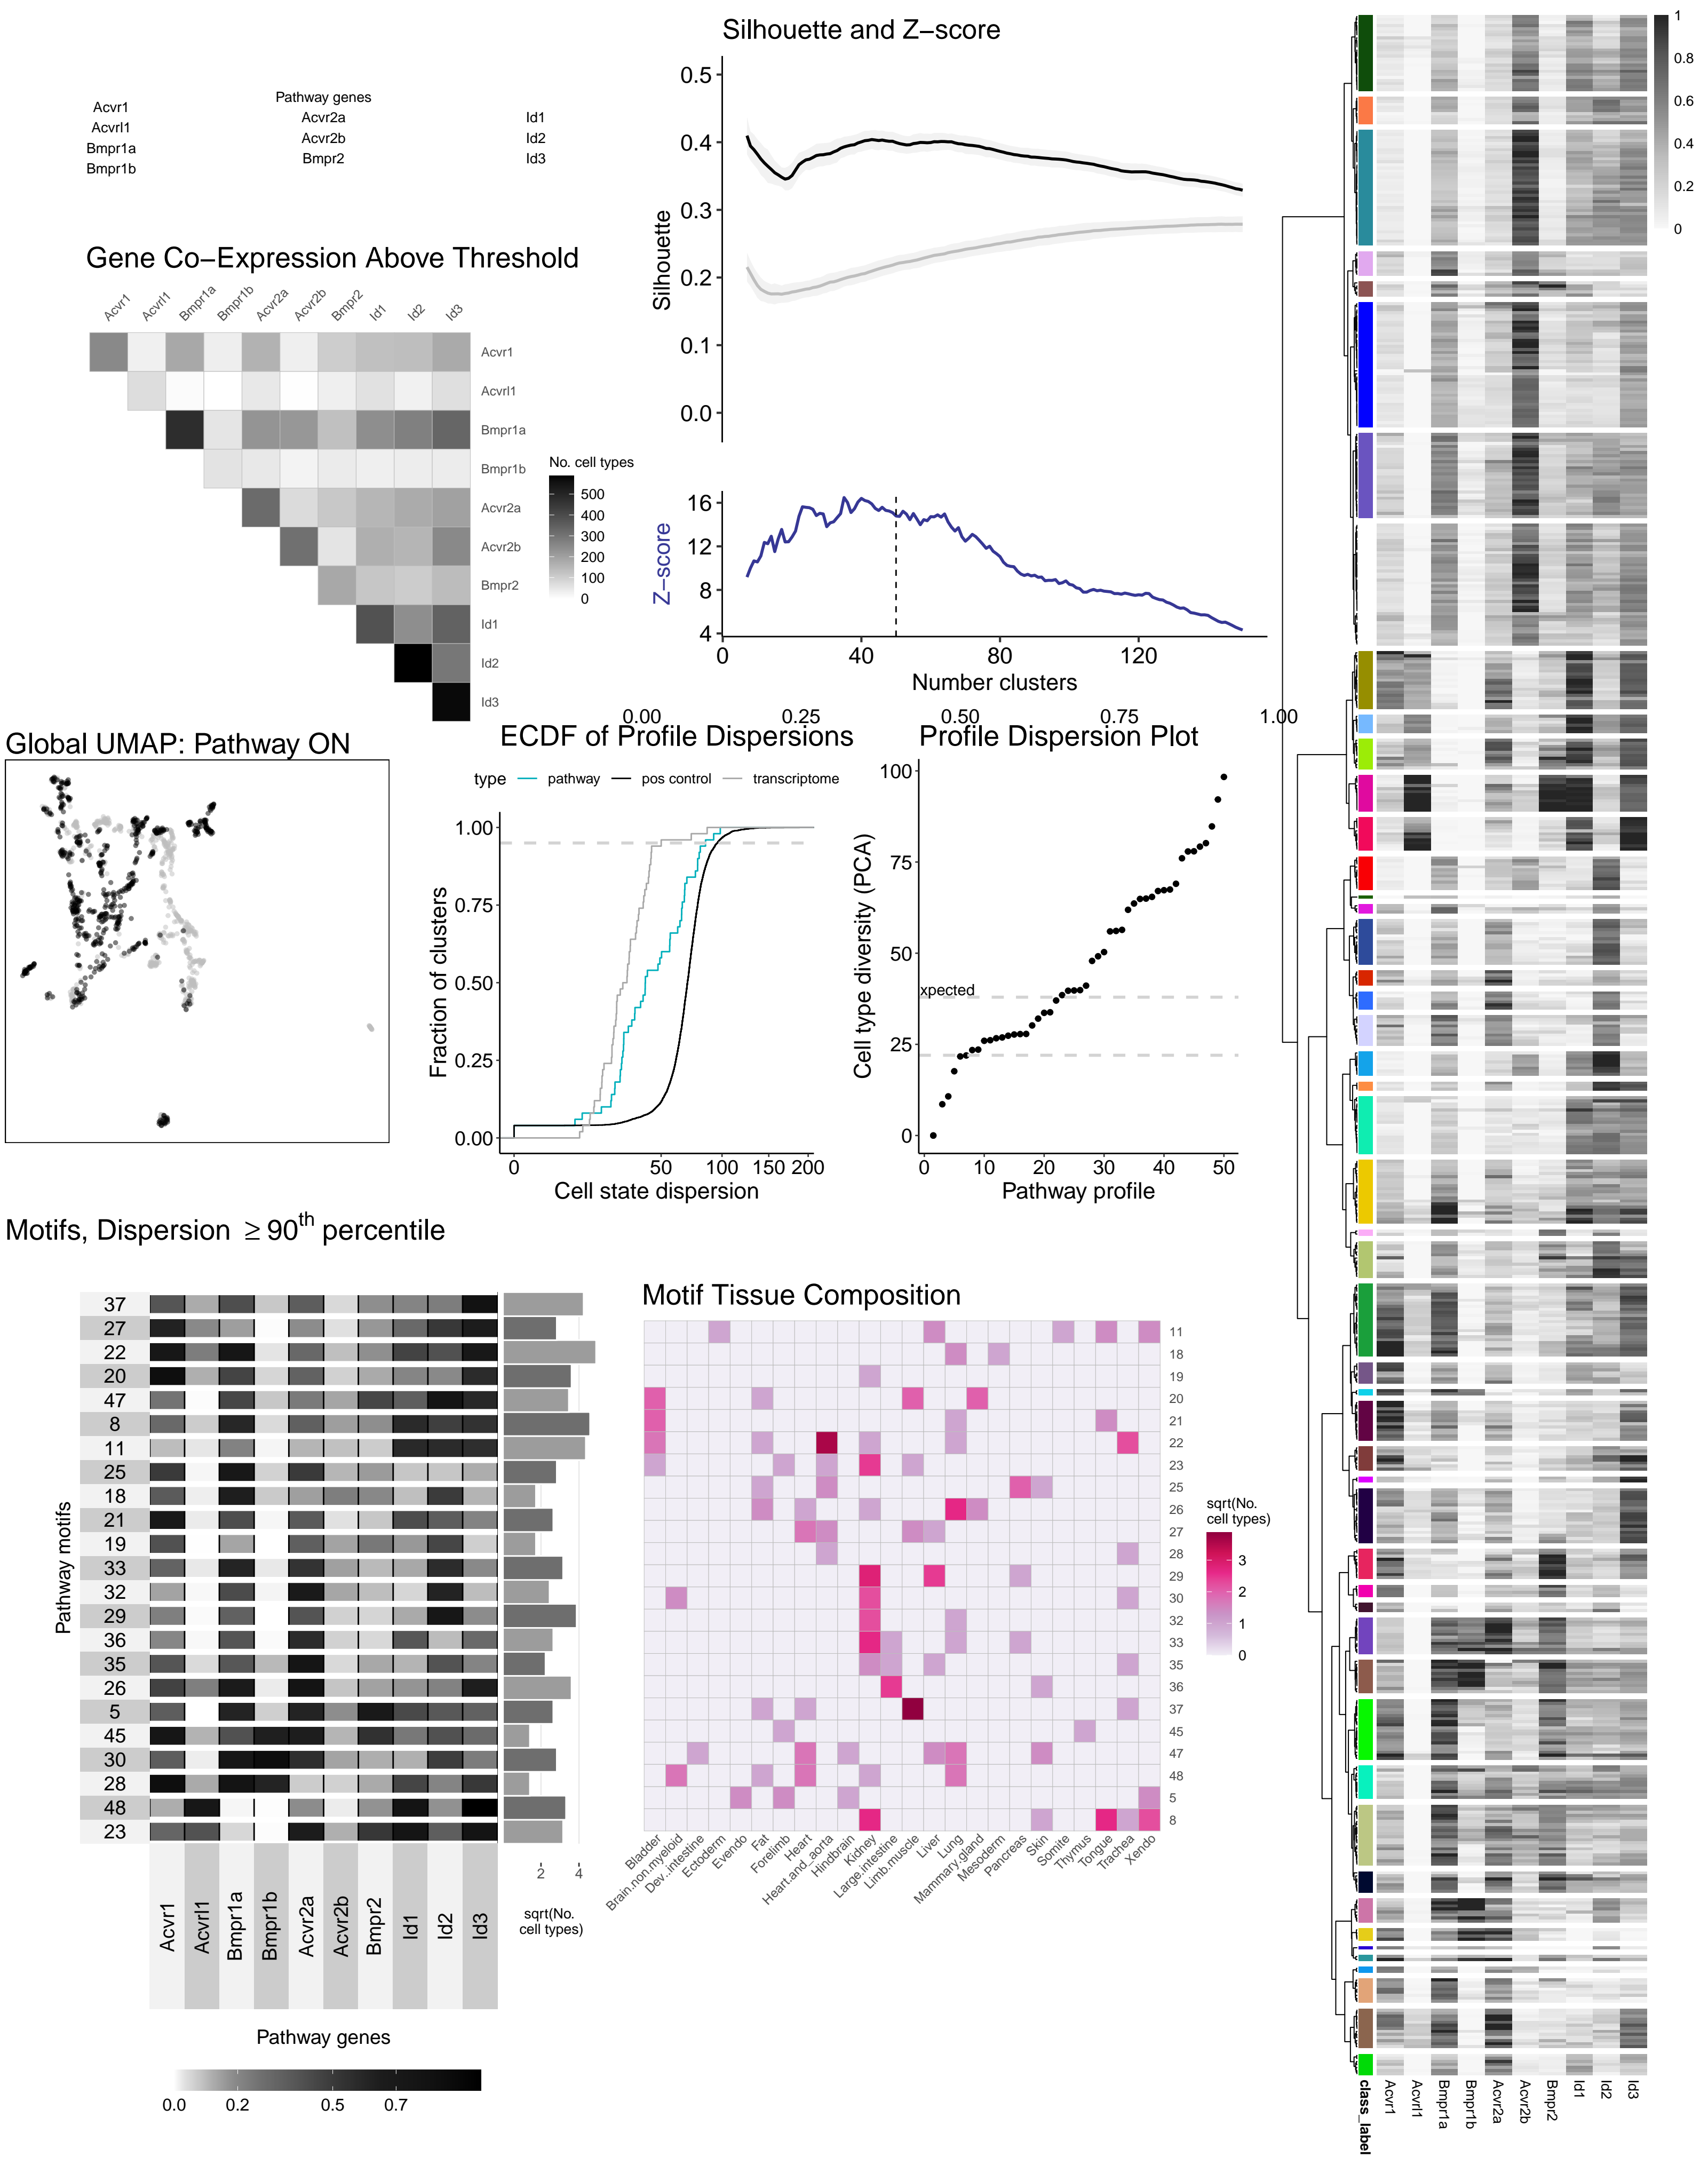 Pathway genes
Acvr1
Acvrl1
Bmpr1a
Bmpr1b
Acvr2a
Acvr2b
Bmpr2
Id1
Id2
Id3
Gene Co−Expression Above Threshold
Acvr1
Acvrl1
Bmpr1a
Bmpr1b
Acvr2a
Acvr2b
Bmpr2
Id1
Id2
Id3
Acvr1
Acvrl1
Bmpr1a
Bmpr1b
Acvr2a
Acvr2b
Bmpr2
Id1
Id2
Id3
No. cell types
500
400
300
200
100
0
Silhouette and Z−score
Silhouette
0.5
0.4
0.3
0.2
0.1
0.0
Z−score
16
12
8
4
0 40 80 120
Number clusters
0.00 0.25 0.50 0.75 1.00
Global UMAP: Pathway ON
ECDF of Profile Dispersions
type pathway pos control transcriptome
Fraction of clusters
1.00
0.75
0.50
0.25
0.00
0 50 100 150 200
Cell state dispersion
Profile Dispersion Plot
Cell type diversity (PCA)
100
75
50
25
0
xpected
0 10 20 30 40 50
Pathway profile
Motifs, Dispersion ≥ 90th percentile
Pathway motifs
37
27
22
20
47
8
11
25
18
21
19
33
32
29
36
35
26
5
45
30
28
48
23
Acvr1
Acvrl1
Bmpr1a
Bmpr1b
Acvr2a
Acvr2b
Bmpr2
Id1
Id2
Id3
2 4
sqrt(No.
cell types)
Pathway genes
0.0 0.2 0.5 0.7
Motif Tissue Composition
11
18
19
20
21
22
23
25
26
27
28
29
30
32
33
35
36
37
45
47
48
5
8
Bladder
Brain.non.myeloid
Dev..intestine
Ectoderm
Evendo
Fat
Forelimb
Heart
Heart.and_.aorta
Hindbrain
Kidney
Large.intestine
Limb.muscle
Liver
Lung
Mammary.gland
Mesoderm
Pancreas
Skin
Somite
Thymus
Tongue
Trachea
Xendo
sqrt(No.
cell types)
3
2
1
0
1
0.8
0.6
0.4
0.2
0
class_label
Acvr1
Acvrl1
Bmpr1a
Bmpr1b
Acvr2a
Acvr2b
Bmpr2
Id1
Id2
Id3